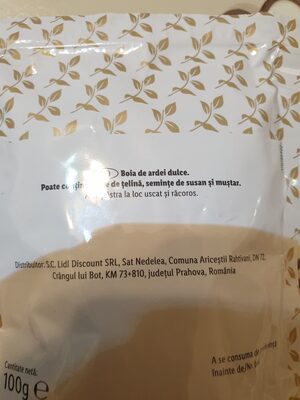 Boia de ardei dulce.
Poate de țelină, semințe de susan și muștar.
la loc uscat și răcoros.
Distribuitor: S.C. Lidl Discount SRL, Sat Nedelea, Comuna Ariceștii Rahtivani, DN 72,
Crângul lui Bot, KM 73+810, județul Prahova, România
Cantitate netă:
100g e
A se consuma de
înainte de/Nr.